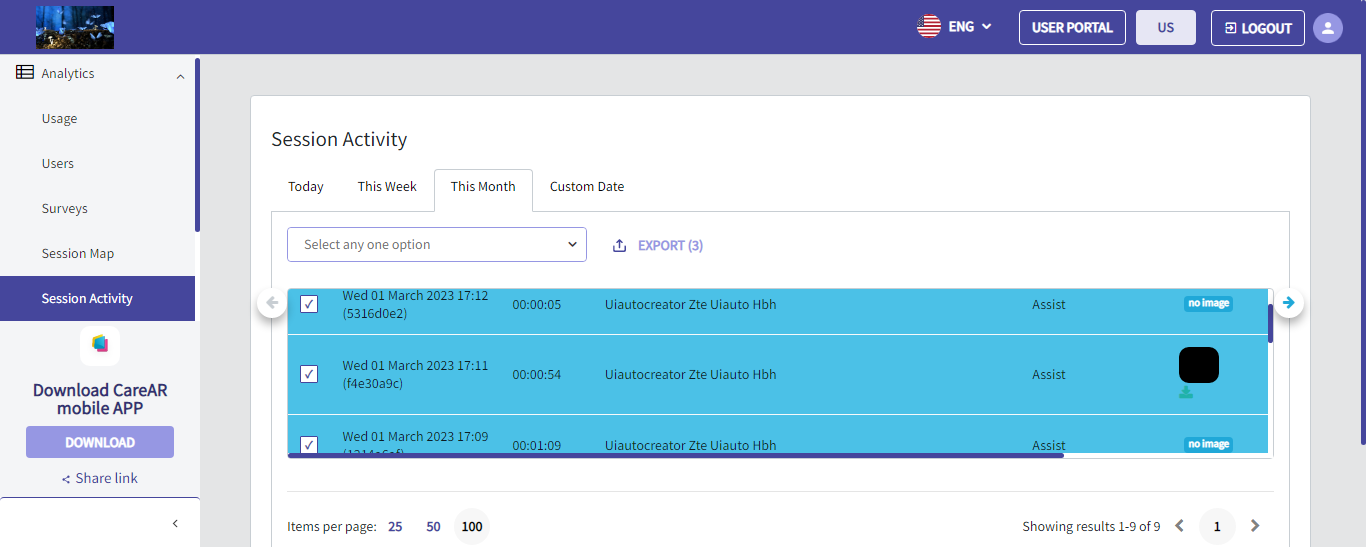 ENG
USER PORTAL
US
LOGOUT
Analytics
Usage
Users
Surveys
Session Map
Session Activity
Download CareAR
mobile APP
DOWNLOAD
Share link
Session Activity
Today
This Week
This Month
Custom Date
Select any one option
EXPORT (3)
Wed 01 March 2023 17:12
(5316d0e2)
00:00:05
Uiautocreator Zte Uiauto Hbh
Assist
no image
Wed 01 March 2023 17:11
(f4e30a9c)
00:00:54
Uiautocreator Zte Uiauto Hbh
Assist
Wed 01 March 2023 17:09
00:01:09
Uiautocreator Zte Uiauto Hbh
Assist
no image
Items per page: 25 50 100
Showing results 1-9 of 9
1